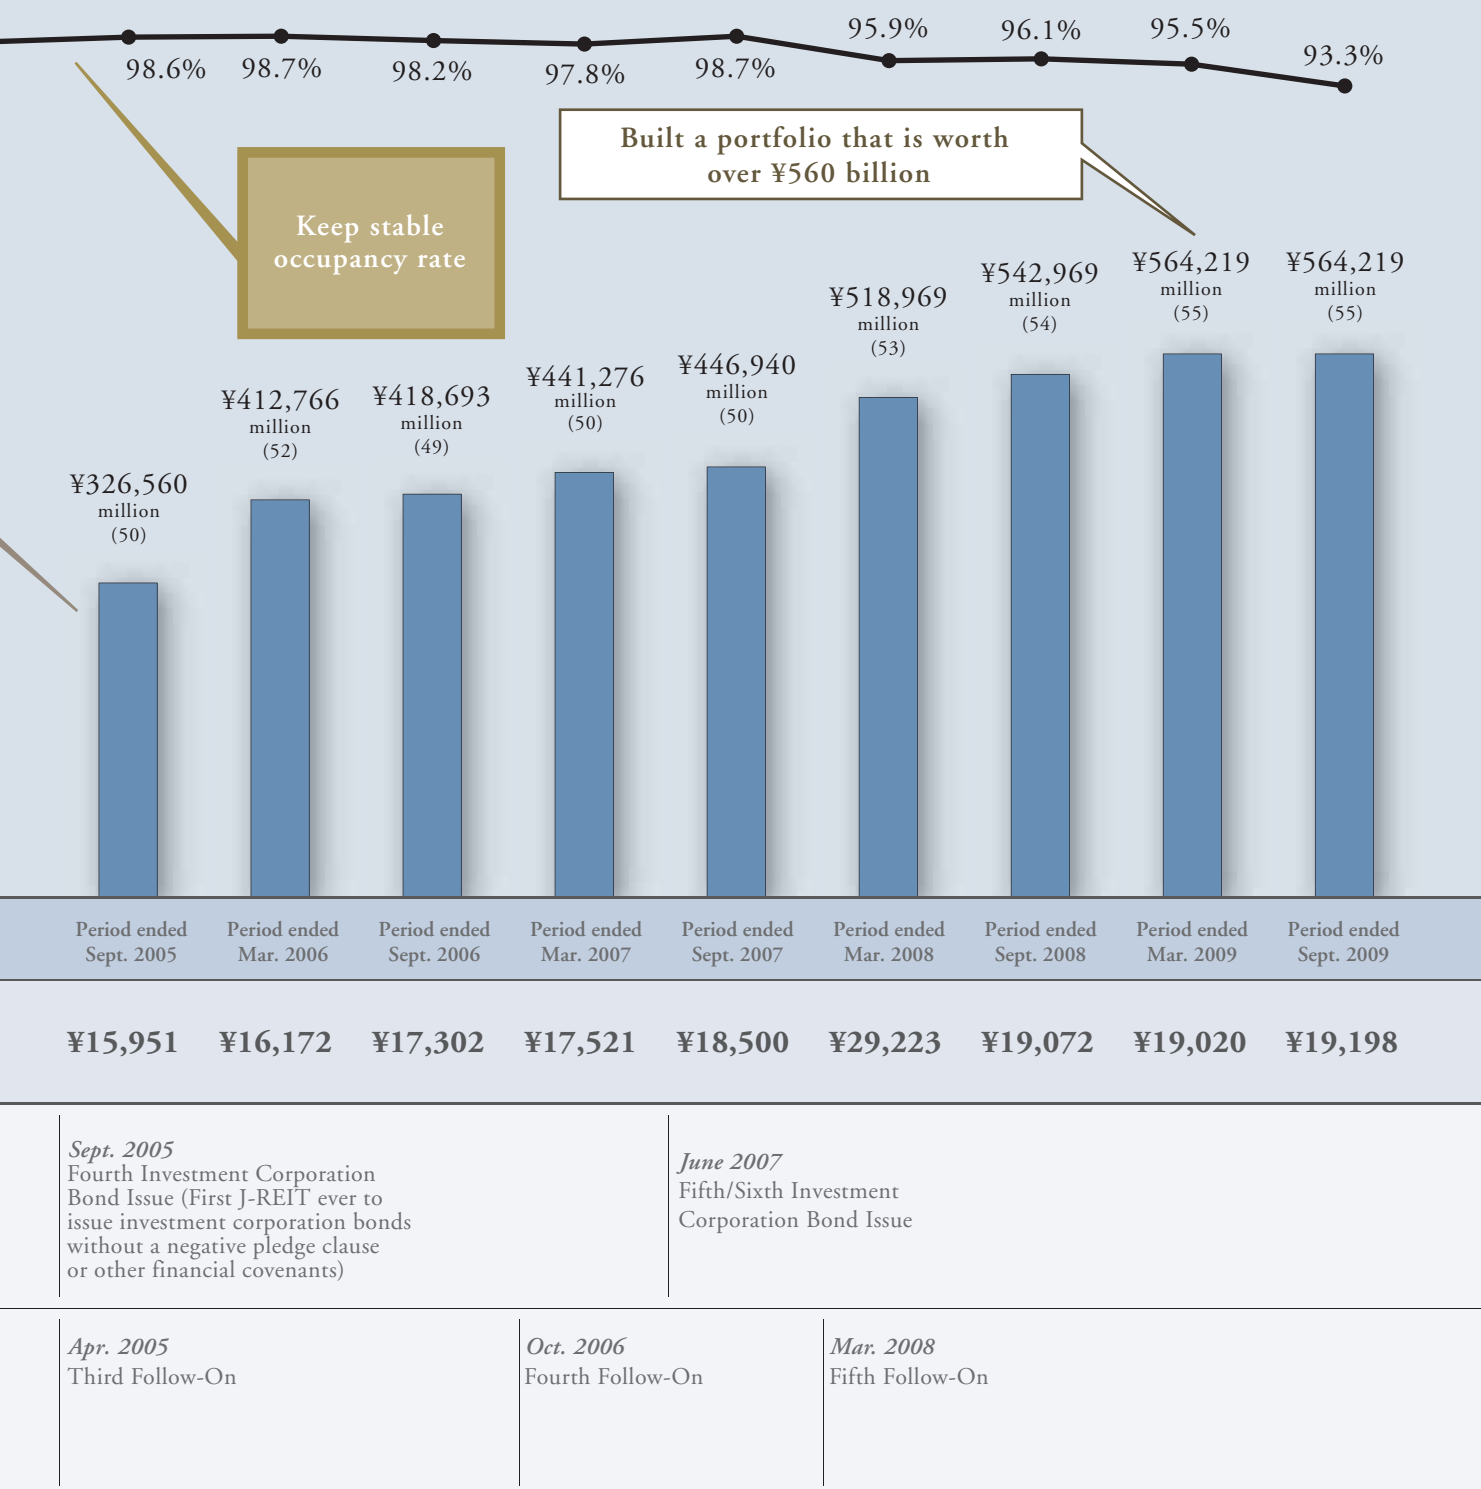 95.9%
96.1%
95.5%
93.3%
98.6%
98.7%
98.2%
97.8%
98.7%
Built a portfolio that is worth
over ¥560 billion
Keep stable
occupancy rate
¥326,560
million
(50)
¥412,766
million
(52)
¥418,693
million
(49)
¥441,276
million
(50)
¥446,940
million
(50)
¥518,969
million
(53)
¥542,969
million
(54)
¥564,219
million
(55)
¥564,219
million
(55)
Period ended
Sept. 2005
Period ended
Mar. 2006
Period ended
Sept. 2006
Period ended
Mar. 2007
Period ended
Sept. 2007
Period ended
Mar. 2008
Period ended
Sept. 2008
Period ended
Mar. 2009
Period ended
Sept. 2009
¥15,951
¥16,172
¥17,302
¥17,521
¥18,500
¥29,223
¥19,072
¥19,020
¥19,198
Sept. 2005
Fourth Investment Corporation
Bond Issue (First J-REIT ever to
issue investment corporation bonds
without a negative pledge clause
or other financial covenants)
June 2007
Fifth/Sixth Investment
Corporation Bond Issue
Apr. 2005
Third Follow-On
Oct. 2006
Fourth Follow-On
Mar. 2008
Fifth Follow-On